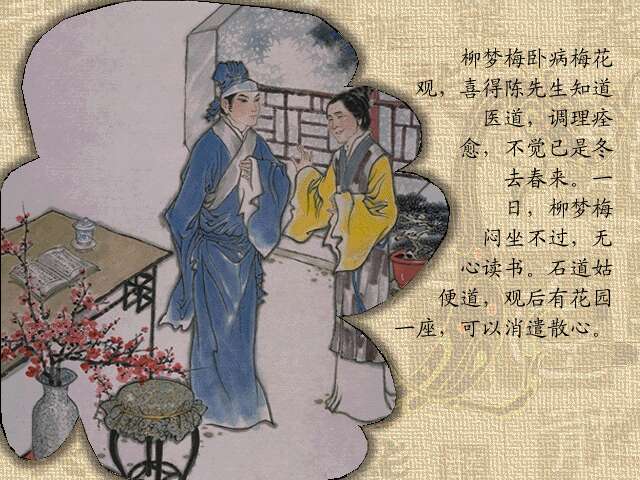 柳梦梅卧病梅花
观，喜得陈先生知道
医道，调理痊
愈，不觉已是冬
去春来。一
日，柳梦梅
闷坐不过，无
心读书。石道姑
便道，观后有花园
一座，可以消遣散心。